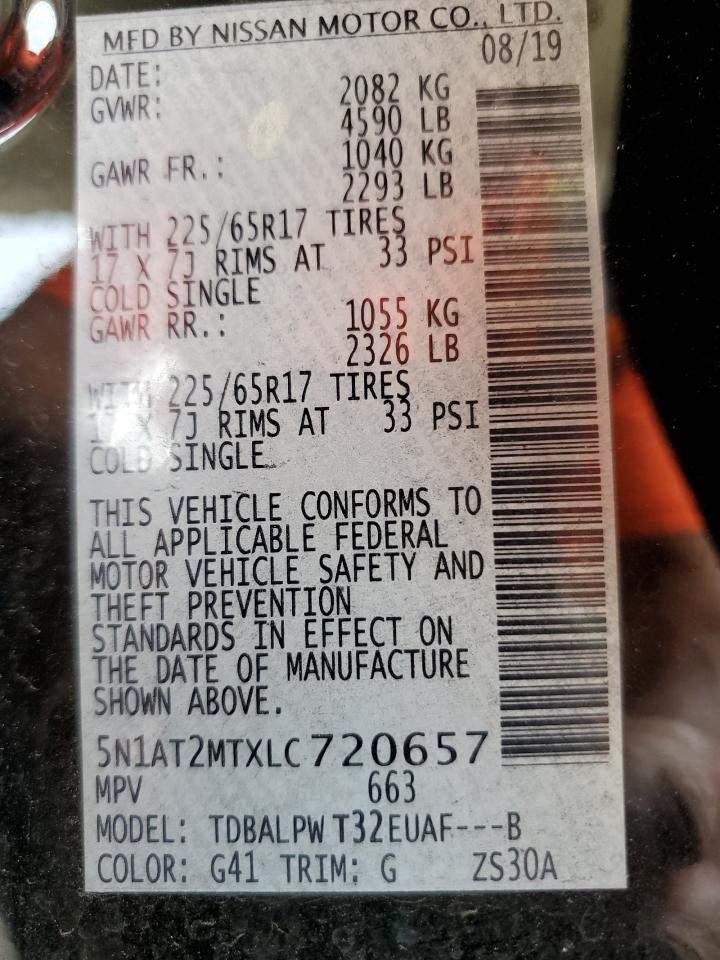 MFD BY NISSAN MOTOR CO., LTD.
DATE: 08/19
GVWR: 2082 KG
4590 LB
GAWR FR.: 1040 KG
2293 LB
WITH 225/65R17 TIRES
17 X 7J RIMS AT 33 PSI
COLD SINGLE
GAWR RR.: 1055 KG
2326 LB
WITH 225/65R17 TIRES
17 X 7J RIMS AT 33 PSI
COLD SINGLE
THIS VEHICLE CONFORMS TO
ALL APPLICABLE FEDERAL
MOTOR VEHICLE SAFETY AND
THEFT PREVENTION
STANDARDS IN EFFECT ON
THE DATE OF MANUFACTURE
SHOWN ABOVE.
5N1AT2MTXLC720657
MPV 663
MODEL: TDBALPWT32EUAF---B
COLOR: G41 TRIM: G ZS30A